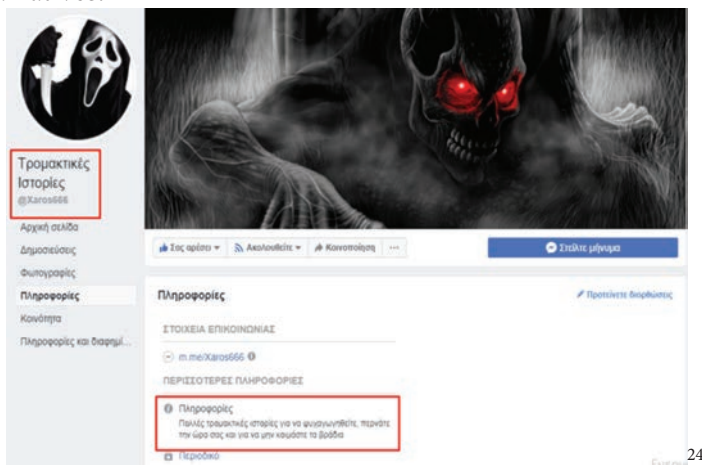 Τρομακτικές
Ιστορίες
@Xaros666
Αρχική σελίδα
Δημοσιεύσεις
Φωτογραφίες
Πληροφορίες
Κοινότητα
Πληροφορίες και διαφημί...
Σας αρέσει
Ακολουθείτε
Κοινοποίηση
Στείλτε μήνυμα
Πληροφορίες
Προτείνετε διορθώσεις
ΣΤΟΙΧΕΙΑ ΕΠΙΚΟΙΝΩΝΙΑΣ
m.me/Xaros666
ΠΕΡΙΣΣΟΤΕΡΕΣ ΠΛΗΡΟΦΟΡΙΕΣ
Πληροφορίες
Πολλές τρομακτικές ιστορίες για να ψυχαγωγηθείτε, περνάτε
την ώρα σας και για να μην κοιμάστε τα βράδια
Περιοδικό
24